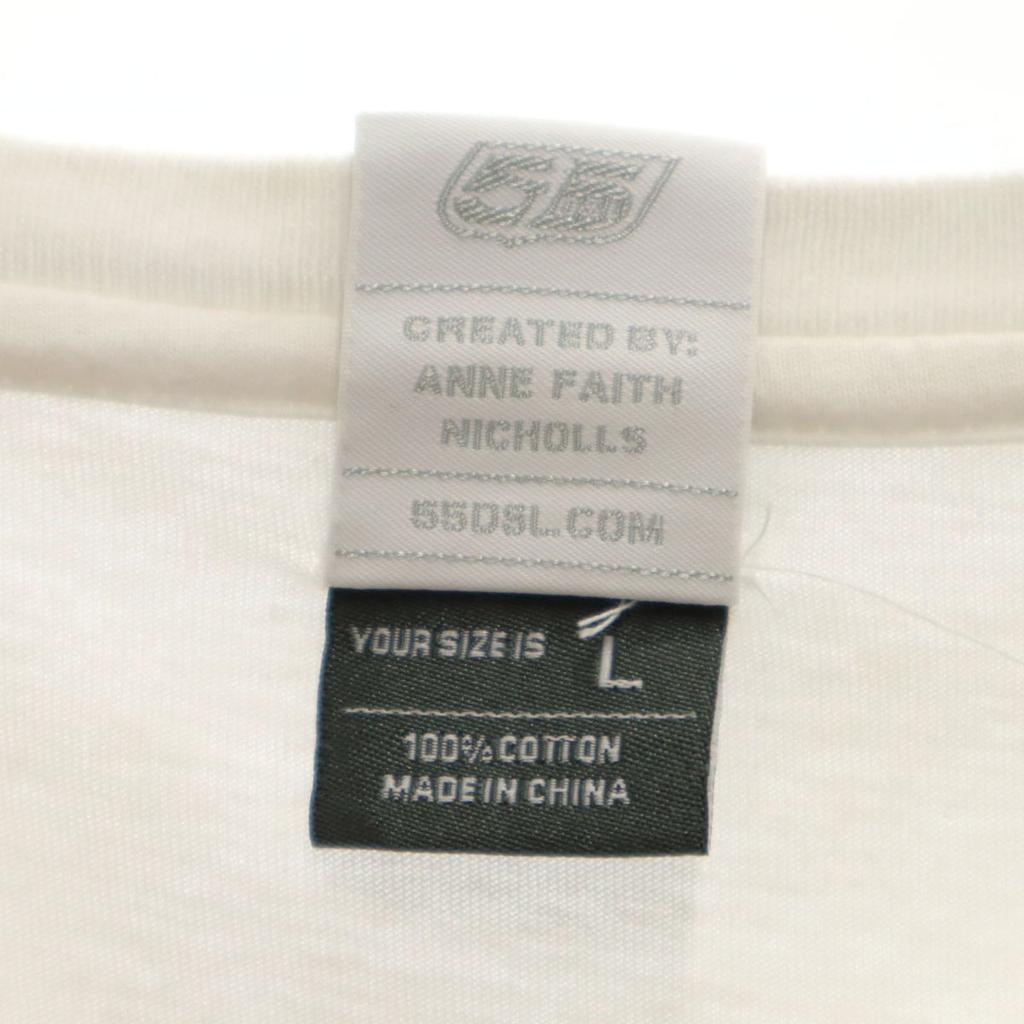 55
CREATED BY:
ANNE FAITH
NICHOLLS
55DSL.COM
YOUR SIZE IS L
100% COTTON
MADE IN CHINA